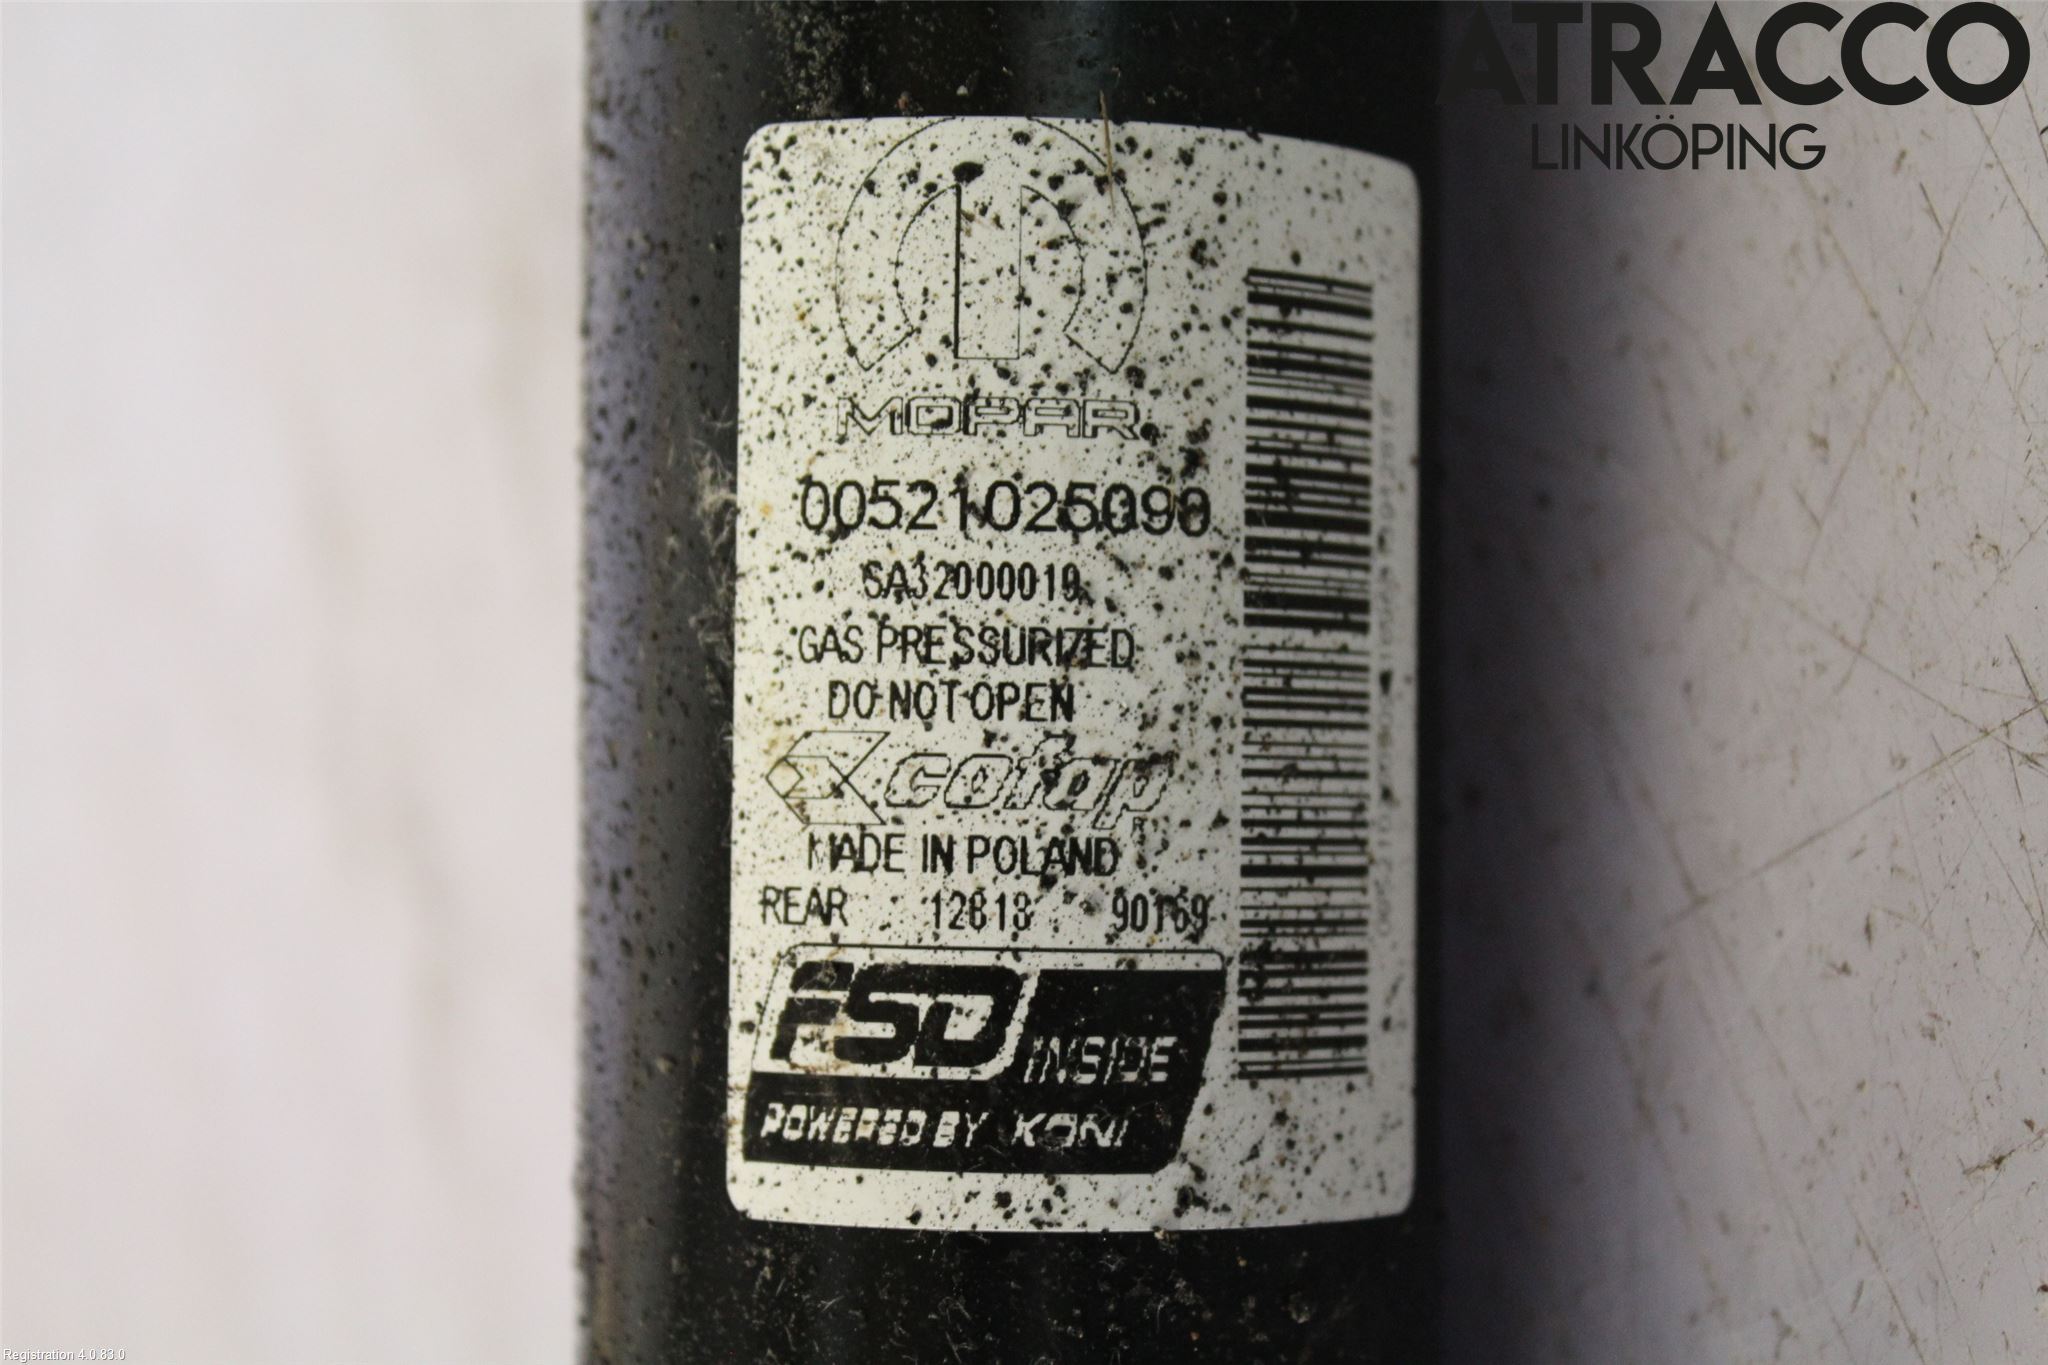 ATRACCO
LINKÖPING
MOPAR
00521025090
SA32000019
GAS PRESSURIZED
DO NOT OPEN
cofap
MADE IN POLAND
REAR 12818 90169
FSD INSIDE
POWERED BY KONI
Registration 4.0.83.0